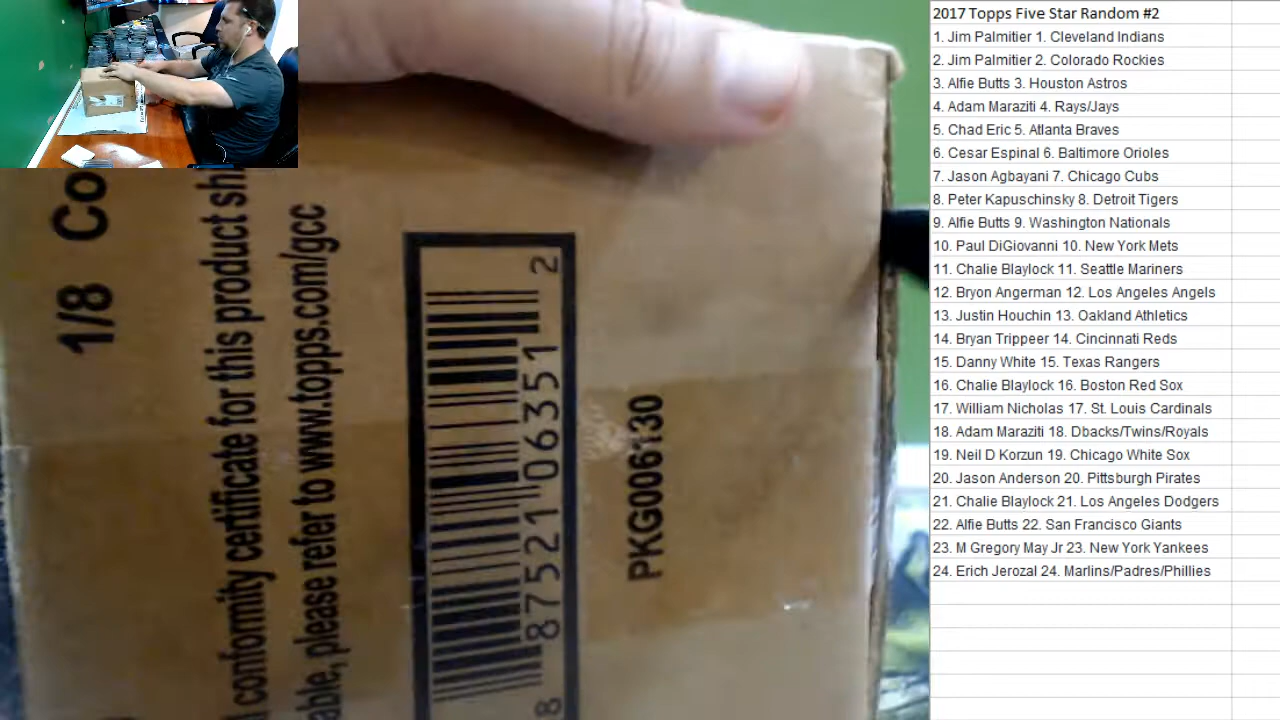 1/8 Co
conformity certificate for this product sh
able, please refer to www.topps.com/gcc
8 87521 06351 2
PKG006130
2017 Topps Five Star Random #2
1. Jim Palmitier 1. Cleveland Indians
2. Jim Palmitier 2. Colorado Rockies
3. Alfie Butts 3. Houston Astros
4. Adam Maraziti 4. Rays/Jays
5. Chad Eric 5. Atlanta Braves
6. Cesar Espinal 6. Baltimore Orioles
7. Jason Agbayani 7. Chicago Cubs
8. Peter Kapuschinsky 8. Detroit Tigers
9. Alfie Butts 9. Washington Nationals
10. Paul DiGiovanni 10. New York Mets
11. Chalie Blaylock 11. Seattle Mariners
12. Bryon Angerman 12. Los Angeles Angels
13. Justin Houchin 13. Oakland Athletics
14. Bryan Trippeer 14. Cincinnati Reds
15. Danny White 15. Texas Rangers
16. Chalie Blaylock 16. Boston Red Sox
17. William Nicholas 17. St. Louis Cardinals
18. Adam Maraziti 18. Dbacks/Twins/Royals
19. Neil D Korzun 19. Chicago White Sox
20. Jason Anderson 20. Pittsburgh Pirates
21. Chalie Blaylock 21. Los Angeles Dodgers
22. Alfie Butts 22. San Francisco Giants
23. M Gregory May Jr 23. New York Yankees
24. Erich Jerozal 24. Marlins/Padres/Phillies